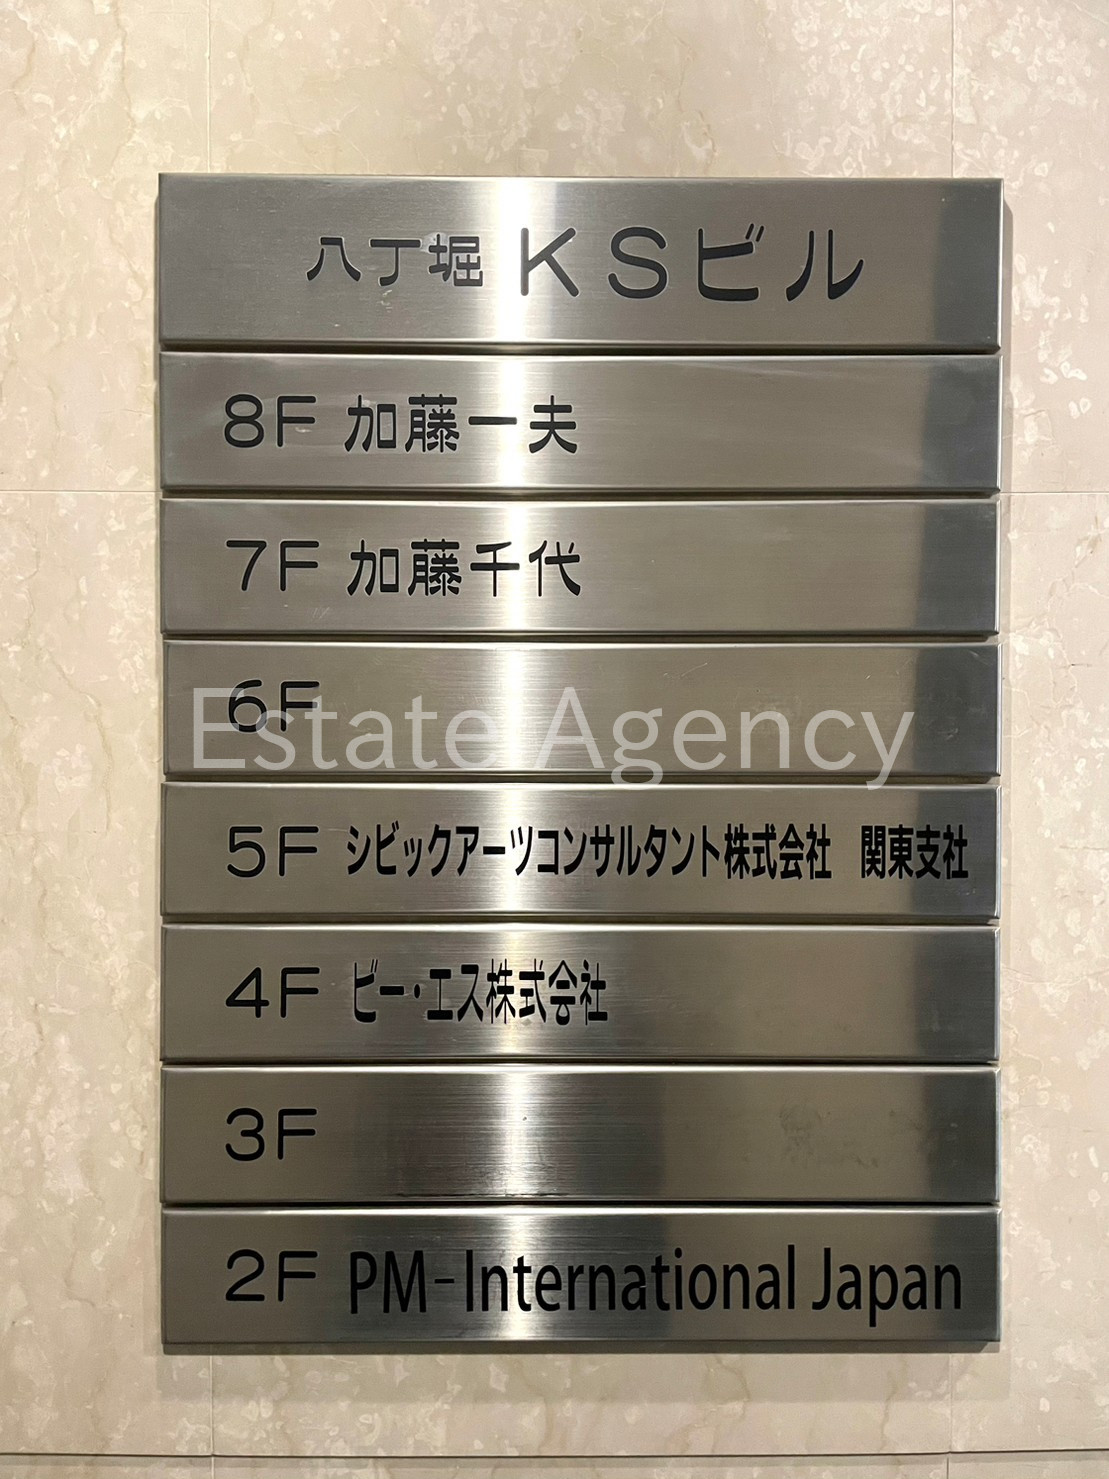 八丁堀 KSビル
8F 加藤一夫
7F 加藤千代
6F
Estate Agency
5F シビックアーツコンサルタント株式会社 関東支社
4F ビー・エス株式会社
3F
2F PM-International Japan